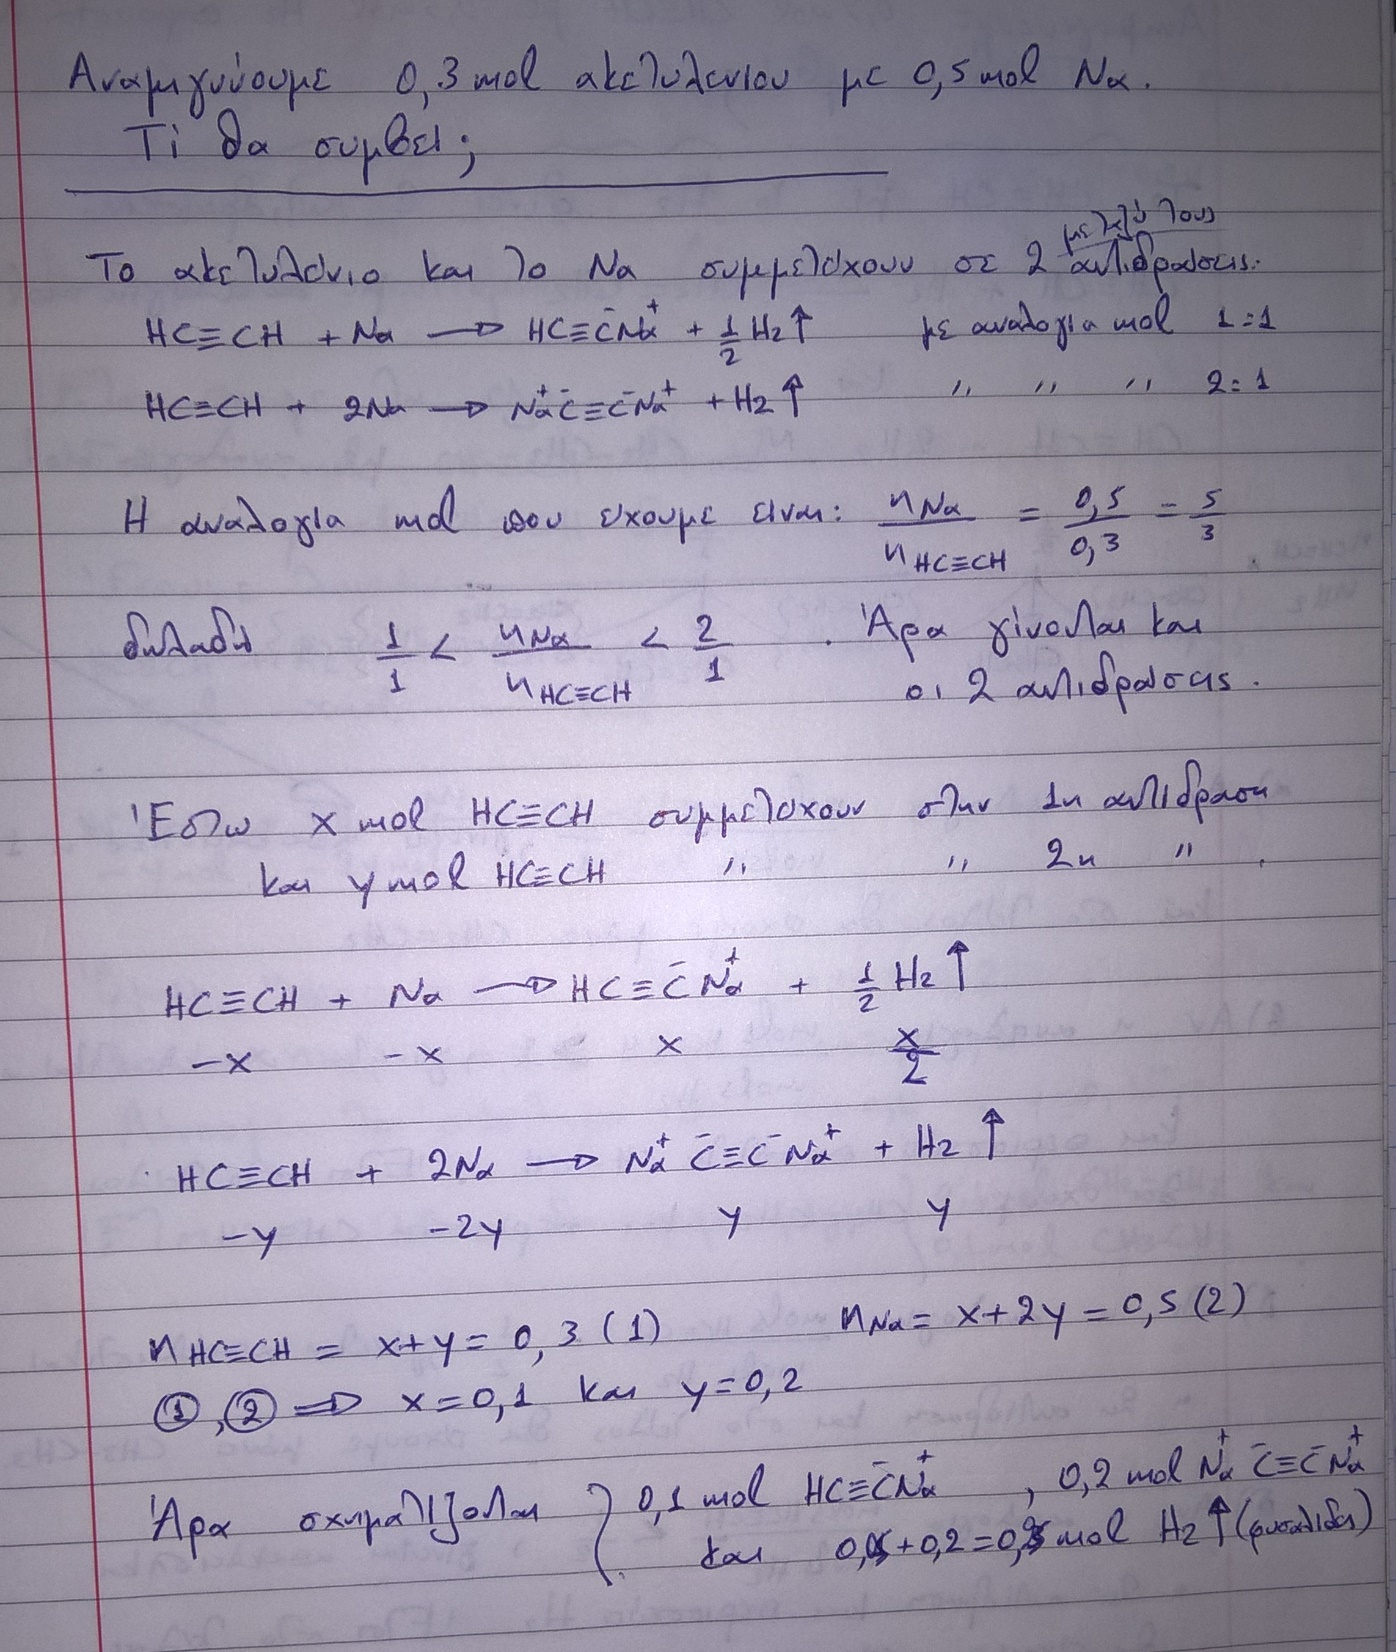 Αναμιγνύουμε 0,3 mol ακετυλενίου με 0,5 mol Na.
Τί θα συμβεί;
Το ακετυλένιο και το Na συμμετέχουν σε 2 μεταξύ τους αντιδράσεις:
HC≡CH + Na → HC≡C⁻Na⁺ + 1/2 H2↑ με αναλογία mol 1:1
HC≡CH + 2Na → Na⁺C⁻≡C⁻Na⁺ + H2↑ " " " 2:1
Η αναλογία mol που έχουμε είναι: nNa / nHC≡CH = 0,5 / 0,3 = 5/3
δηλαδή 1/1 < nNa / nHC≡CH < 2/1 . Άρα γίνονται και
οι 2 αντιδράσεις.
Έστω x mol HC≡CH συμμετέχουν στην 1η αντίδραση
και y mol HC≡CH " " 2η " .
HC≡CH + Na → HC≡C⁻Na⁺ + 1/2 H2↑
-x -x x x/2
HC≡CH + 2Na → Na⁺C⁻≡C⁻Na⁺ + H2↑
-y -2y y y
nHC≡CH = x+y = 0,3 (1) nNa = x+2y = 0,5 (2)
①,② ⇒ x=0,1 και y=0,2
Άρα σχηματίζονται } 0,1 mol HC≡C⁻Na⁺ , 0,2 mol Na⁺C⁻≡C⁻Na⁺
και +0,2= mol H2↑ (φυσαλίδες)